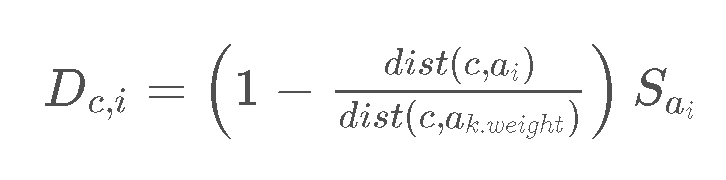 D_{c,i} = \left(1 - \frac{dist(c,a_i)}{dist(c,a_{k.weight})}\right) S_{a_i}